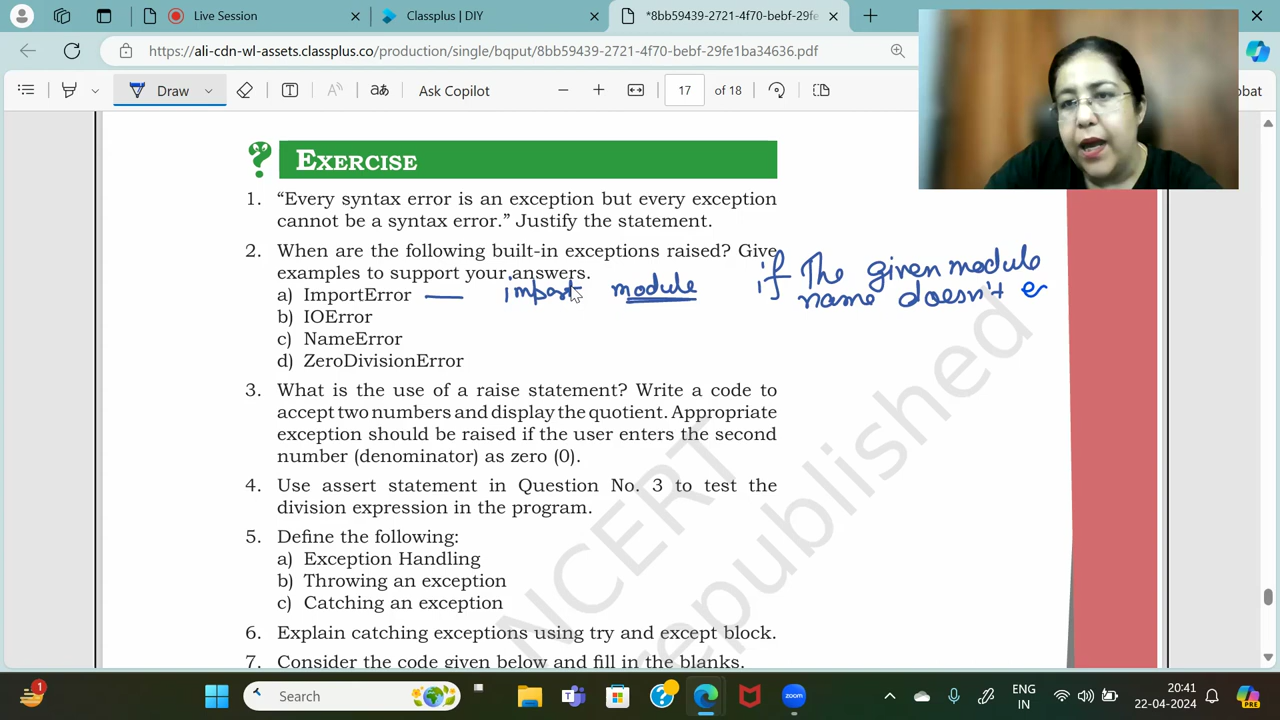 Live Session
Classplus | DIY
*8bb59439-2721-4f70-bebf-29fe
https://ali-cdn-wl-assets.classplus.co/production/single/bqput/8bb59439-2721-4f70-bebf-29fe1ba34636.pdf
Draw
aあ
Ask Copilot
17 of 18
bat
? EXERCISE
1. “Every syntax error is an exception but every exception
cannot be a syntax error.” Justify the statement.
2. When are the following built-in exceptions raised? Give
examples to support your answers.
a) ImportError — import module if The given module
name doesn't e
b) IOError
c) NameError
d) ZeroDivisionError
3. What is the use of a raise statement? Write a code to
accept two numbers and display the quotient. Appropriate
exception should be raised if the user enters the second
number (denominator) as zero (0).
4. Use assert statement in Question No. 3 to test the
division expression in the program.
5. Define the following:
a) Exception Handling
b) Throwing an exception
c) Catching an exception
6. Explain catching exceptions using try and except block.
7. Consider the code given below and fill in the blanks.
NCERT
republished
1
Search
zoom
ENG
IN
20:41
22-04-2024
PRE